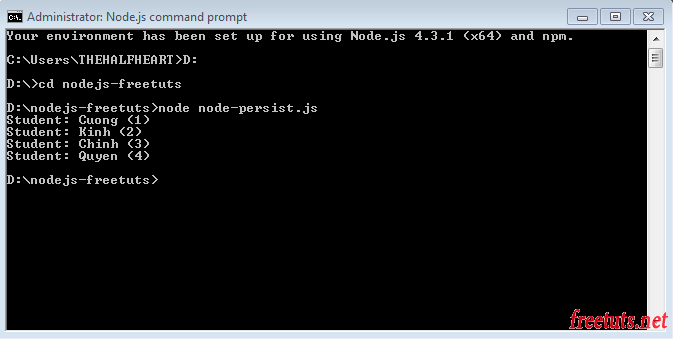 Administrator: Node.js command prompt
Your environment has been set up for using Node.js 4.3.1 (x64) and npm.
C:\Users\THEHALFHEART>D:
D:\>cd nodejs-freetuts
D:\nodejs-freetuts>node node-persist.js
Student: Cuong (1)
Student: Kinh (2)
Student: Chinh (3)
Student: Quyen (4)
D:\nodejs-freetuts>
freetuts.net